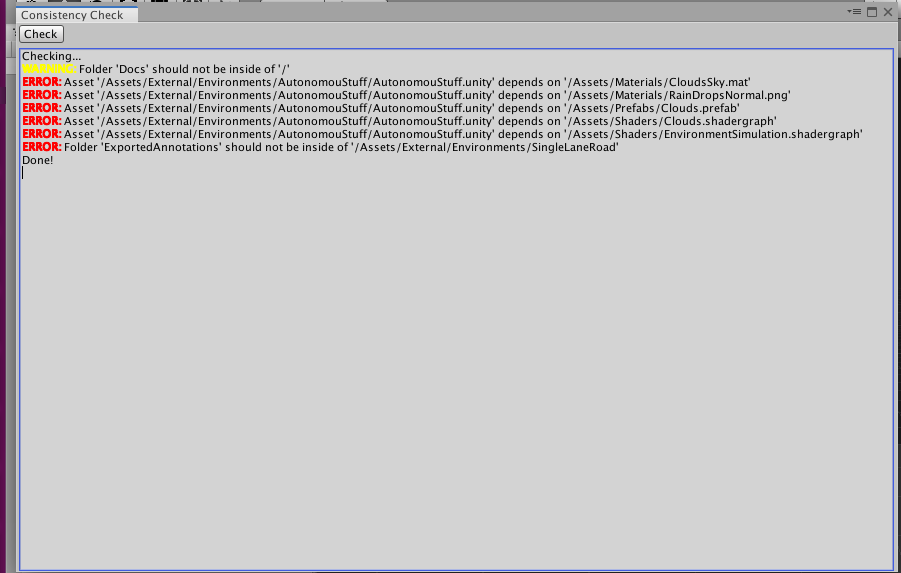 Consistency Check
Check
Checking...
WARNING: Folder 'Docs' should not be inside of '/'
ERROR: Asset '/Assets/External/Environments/AutonomouStuff/AutonomouStuff.unity' depends on '/Assets/Materials/CloudsSky.mat'
ERROR: Asset '/Assets/External/Environments/AutonomouStuff/AutonomouStuff.unity' depends on '/Assets/Materials/RainDropsNormal.png'
ERROR: Asset '/Assets/External/Environments/AutonomouStuff/AutonomouStuff.unity' depends on '/Assets/Prefabs/Clouds.prefab'
ERROR: Asset '/Assets/External/Environments/AutonomouStuff/AutonomouStuff.unity' depends on '/Assets/Shaders/Clouds.shadergraph'
ERROR: Asset '/Assets/External/Environments/AutonomouStuff/AutonomouStuff.unity' depends on '/Assets/Shaders/EnvironmentSimulation.shadergraph'
ERROR: Folder 'ExportedAnnotations' should not be inside of '/Assets/External/Environments/SingleLaneRoad'
Done!